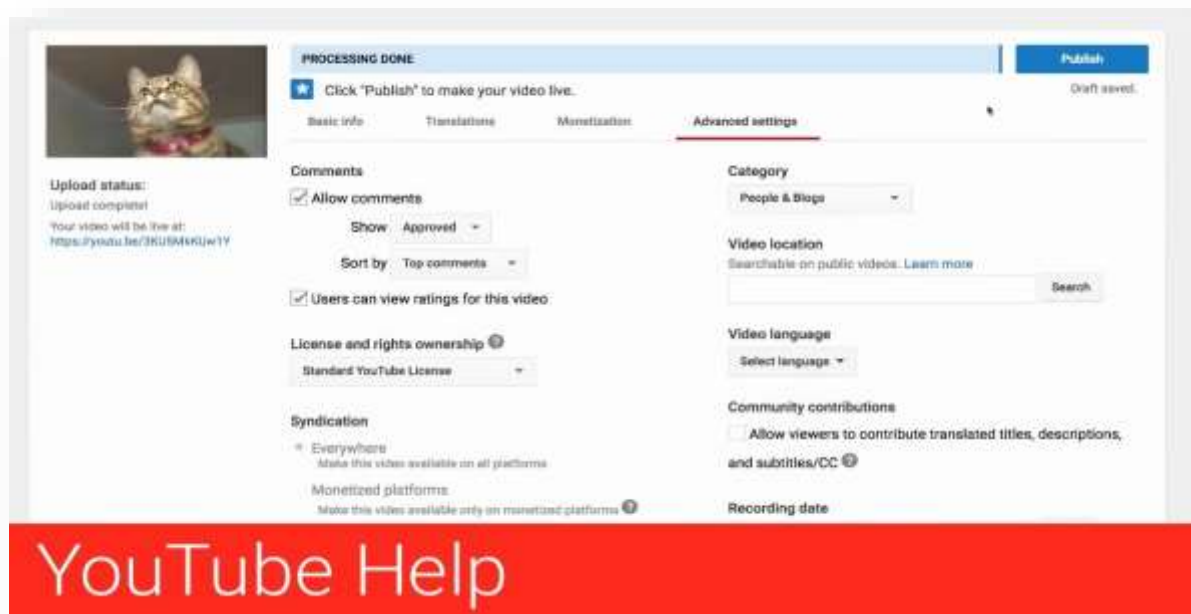 PROCESSING DONE
Publish
Click "Publish" to make your video live.
Draft saved.
Basic info
Translations
Monetization
Advanced settings
Upload status:
Upload complete!
Your video will be live at:
Comments
Allow comments
Show
Approved
Sort by
Top comments
Users can view ratings for this video
License and rights ownership
Standard YouTube License
Syndication
Everywhere
Make this video available on all platforms
Monetized platforms
Make this video available only on monetized platforms
Category
People & Blogs
Video location
Searchable on public videos. Learn more
Search
Video language
Select language
Community contributions
Allow viewers to contribute translated titles, descriptions,
and subtitles/CC
Recording date
YouTube Help